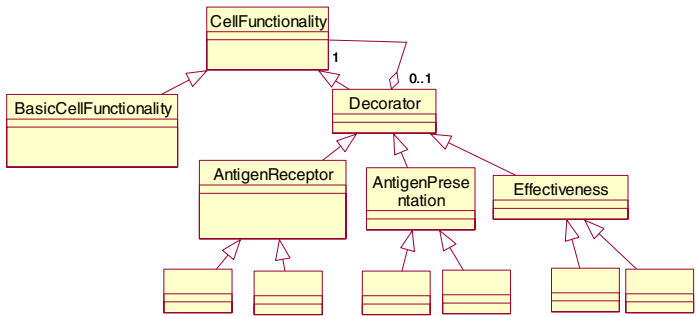 CellFunctionality
1
0..1
BasicCellFunctionality
Decorator
AntigenReceptor
AntigenPrese
ntation
Effectiveness